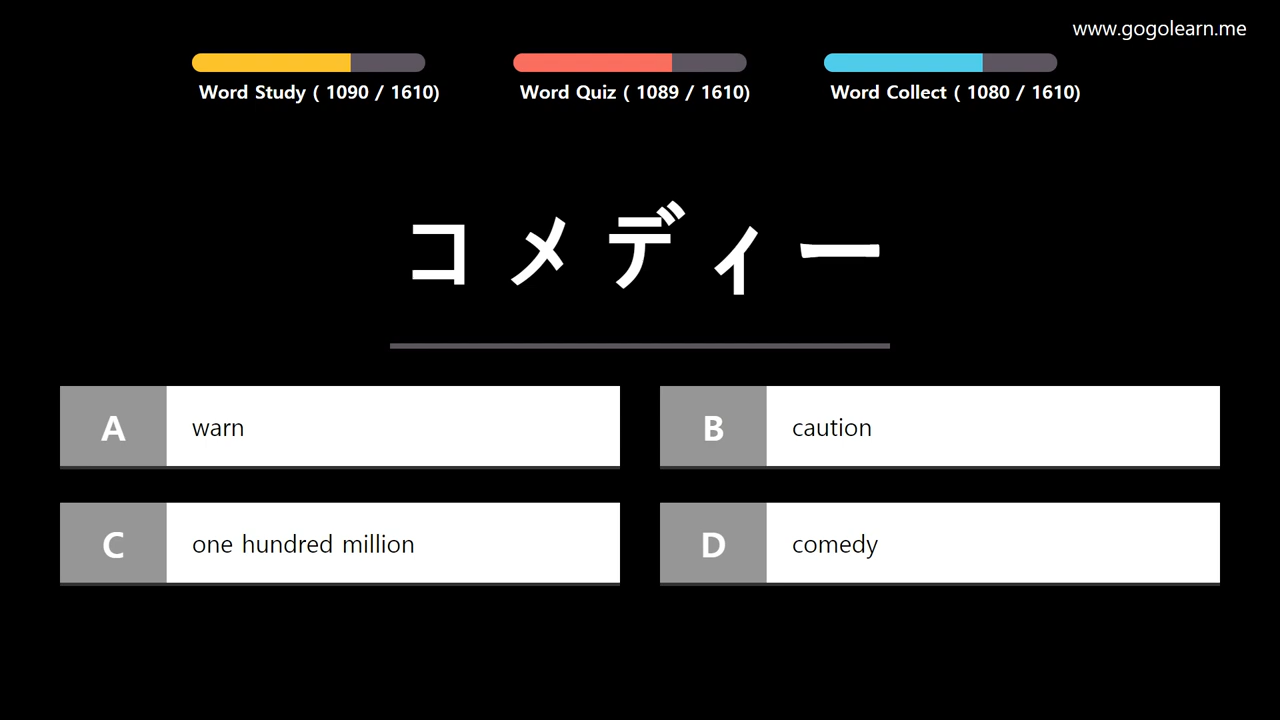 www.gogolearn.me
Word Study ( 1090 / 1610)
Word Quiz ( 1089 / 1610)
Word Collect ( 1080 / 1610)
コメディー
A warn
B caution
C one hundred million
D comedy